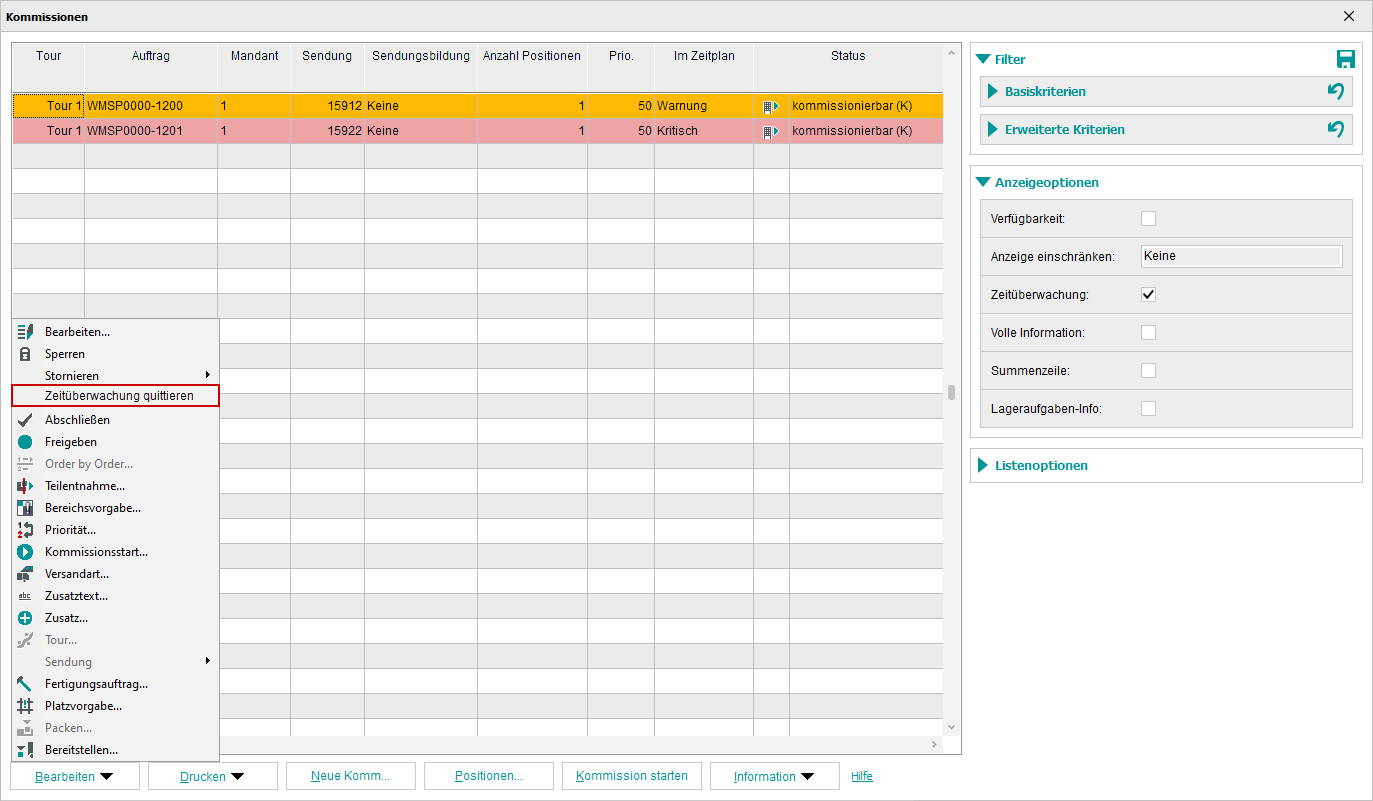 Kommissionen
Tour Auftrag Mandant Sendung Sendungsbildung Anzahl Positionen Prio. Im Zeitplan Status
Tour 1 WMSP0000-1200 1 15912 Keine 1 50 Warnung kommissionierbar (K)
Tour 1 WMSP0000-1201 1 15922 Keine 1 50 Kritisch kommissionierbar (K)
Bearbeiten...
Sperren
Stornieren
Zeitüberwachung quittieren
Abschließen
Freigeben
Order by Order...
Teilentnahme...
Bereichsvorgabe...
Priorität...
Kommissionsstart...
Versandart...
abc Zusatztext...
Zusatz...
Tour...
Sendung
Fertigungsauftrag...
Platzvorgabe...
Packen...
Bereitstellen...
Bearbeiten Drucken Neue Komm... Positionen... Kommission starten Information Hilfe
Filter
Basiskriterien
Erweiterte Kriterien
Anzeigeoptionen
Verfügbarkeit:
Anzeige einschränken: Keine
Zeitüberwachung:
Volle Information:
Summenzeile:
Lageraufgaben-Info:
Listenoptionen